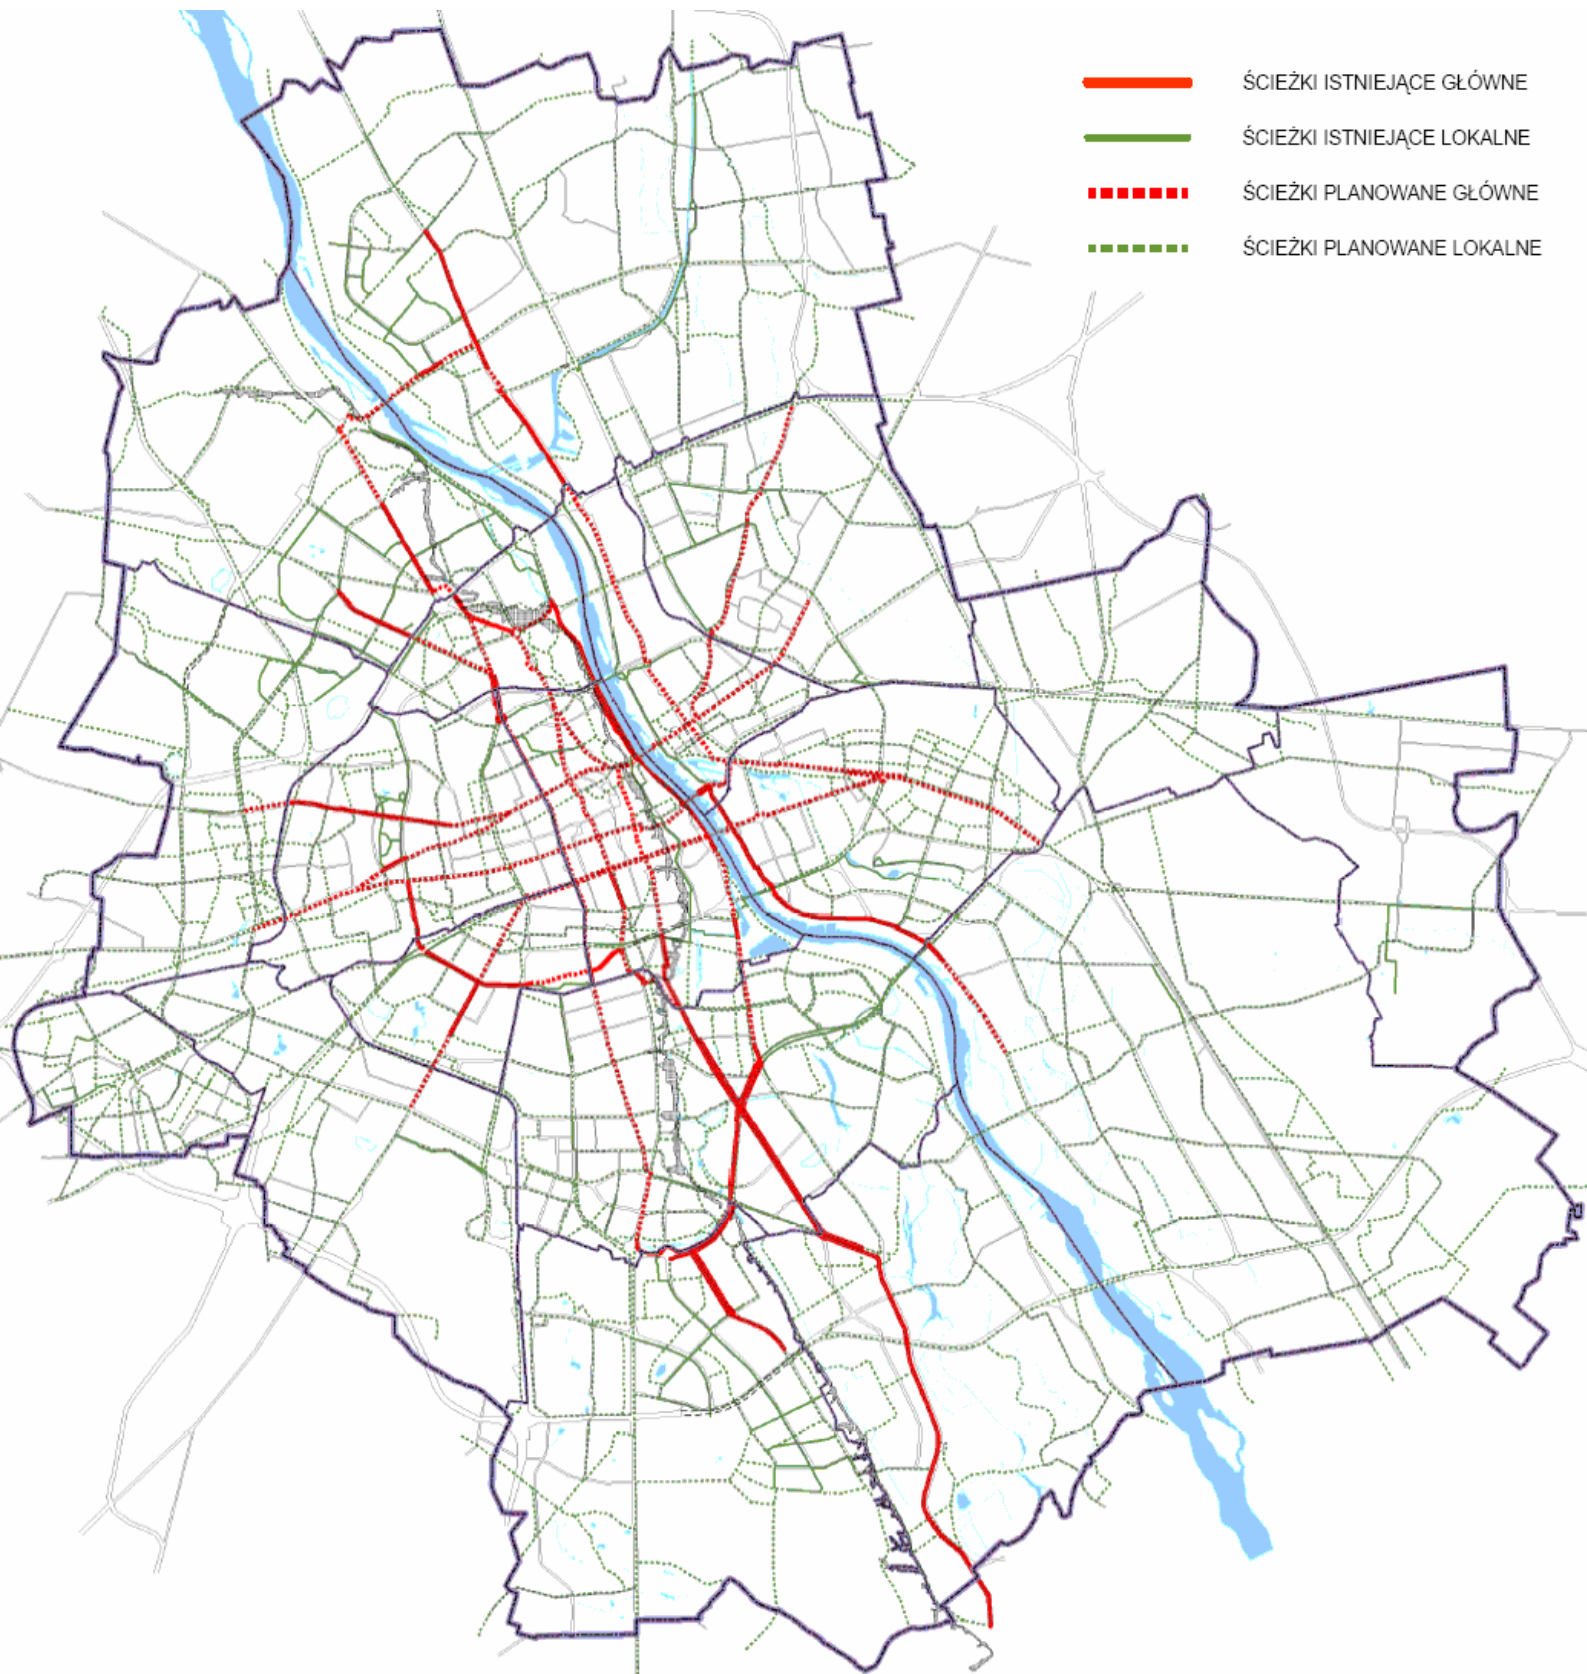 ŚCIEŻKI ISTNIEJĄCE GŁÓWNE
ŚCIEŻKI ISTNIEJĄCE LOKALNE
ŚCIEŻKI PLANOWANE GŁÓWNE
ŚCIEŻKI PLANOWANE LOKALNE